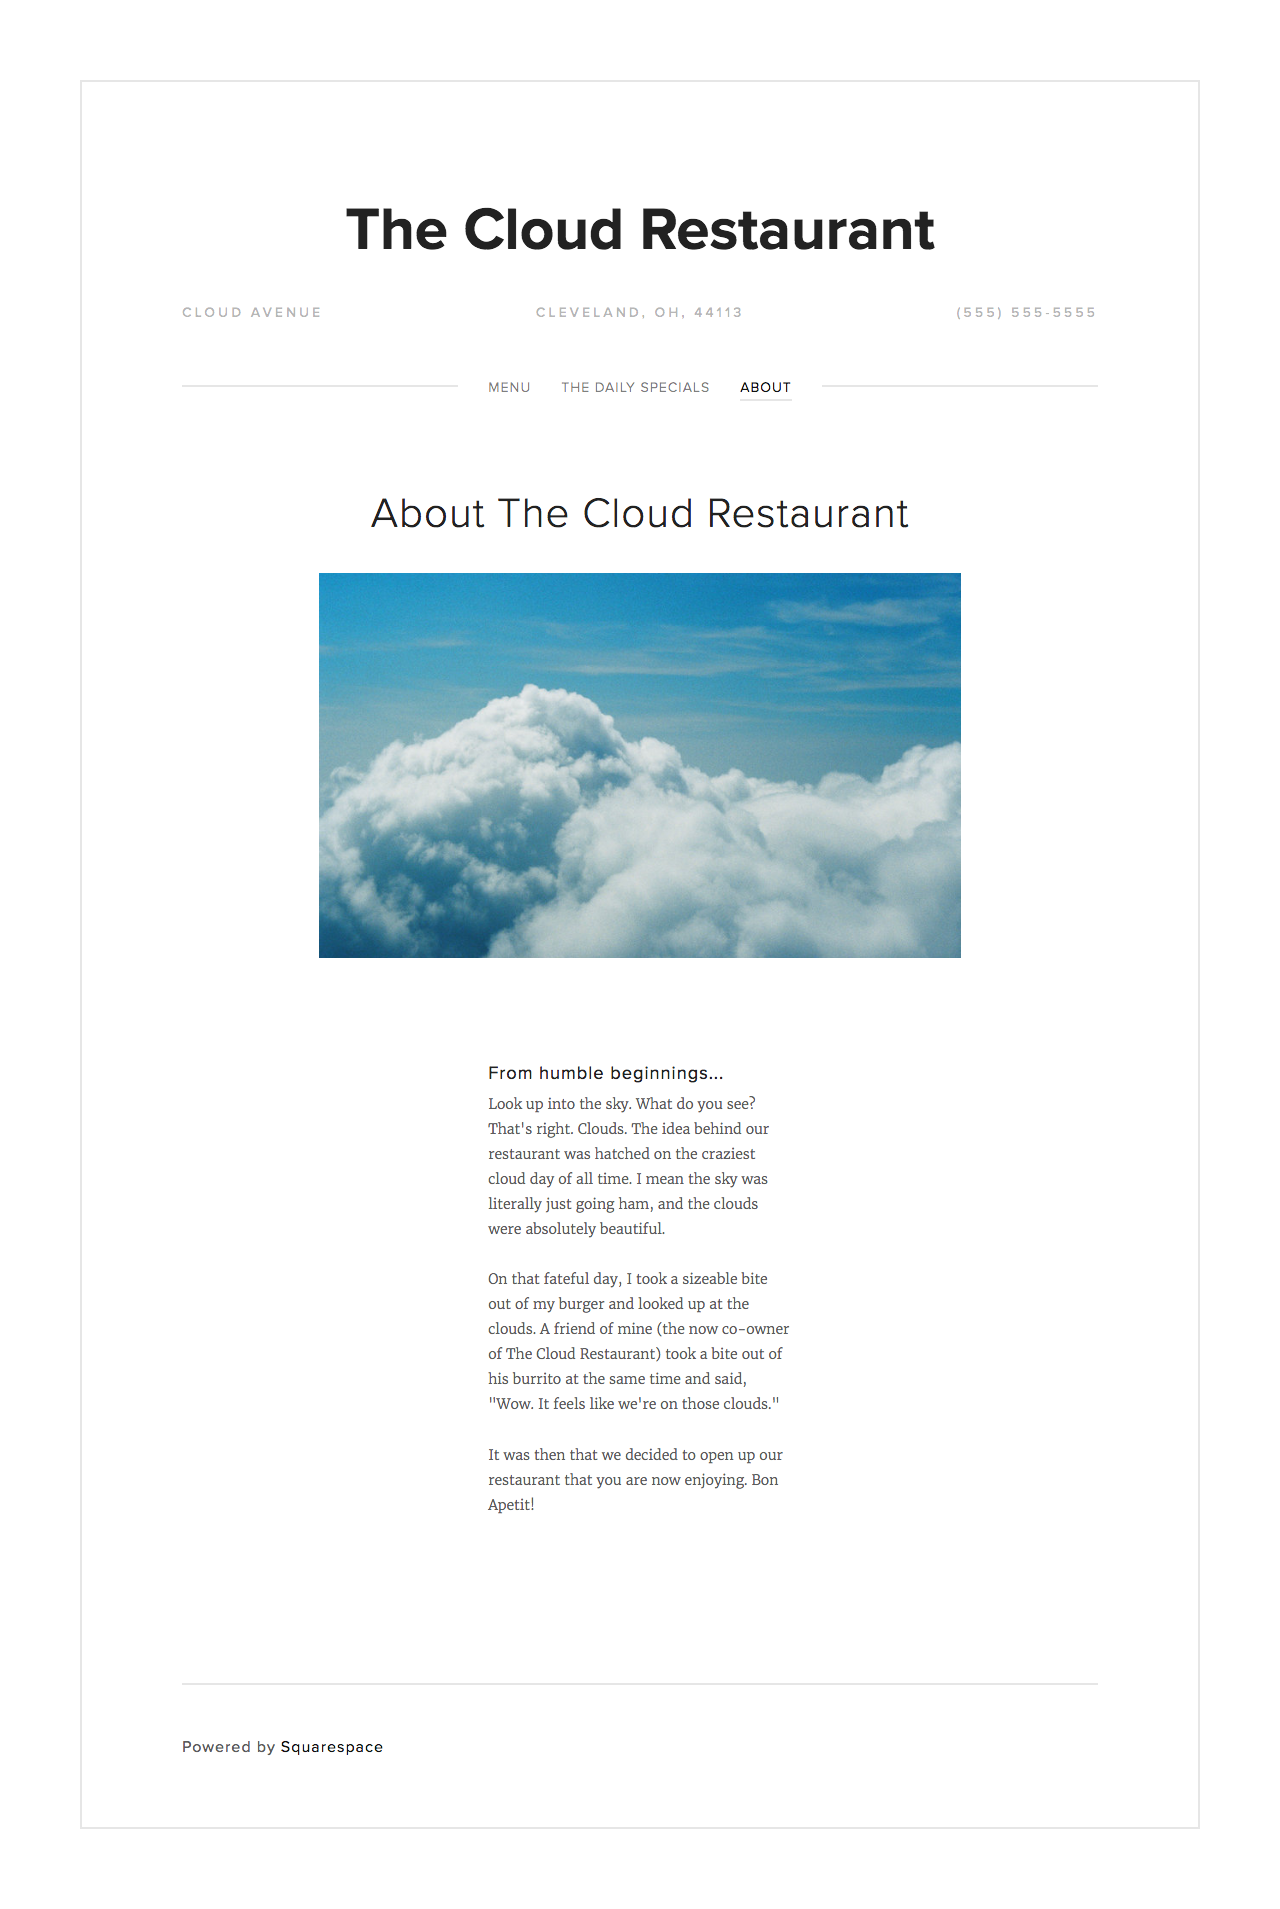 The Cloud Restaurant
CLOUD AVENUE
CLEVELAND, OH, 44113
(555) 555-5555
MENU
THE DAILY SPECIALS
ABOUT
About The Cloud Restaurant
From humble beginnings...
Look up into the sky. What do you see?
That's right. Clouds. The idea behind our
restaurant was hatched on the craziest
cloud day of all time. I mean the sky was
literally just going ham, and the clouds
were absolutely beautiful.
On that fateful day, I took a sizeable bite
out of my burger and looked up at the
clouds. A friend of mine (the now co-owner
of The Cloud Restaurant) took a bite out of
his burrito at the same time and said,
"Wow. It feels like we're on those clouds."
It was then that we decided to open up our
restaurant that you are now enjoying. Bon
Apetit!
Powered by Squarespace